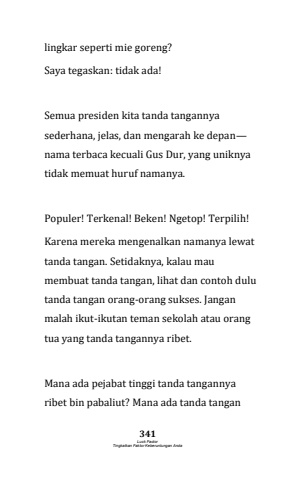 lingkar seperti mie goreng?
Saya tegaskan: tidak ada!
Semua presiden kita tanda tangannya
sederhana, jelas, dan mengarah ke depan—
nama terbaca kecuali Gus Dur, yang uniknya
tidak memuat huruf namanya.
Populer! Terkenal! Beken! Ngetop! Terpilih!
Karena mereka mengenalkan namanya lewat
tanda tangan. Setidaknya, kalau mau
membuat tanda tangan, lihat dan contoh dulu
tanda tangan orang-orang sukses. Jangan
malah ikut-ikutan teman sekolah atau orang
tua yang tanda tangannya ribet.
Mana ada pejabat tinggi tanda tangannya
ribet bin pabaliut? Mana ada tanda tangan
341
Luck Factor
Tingkatkan Faktor Keberuntungan Anda